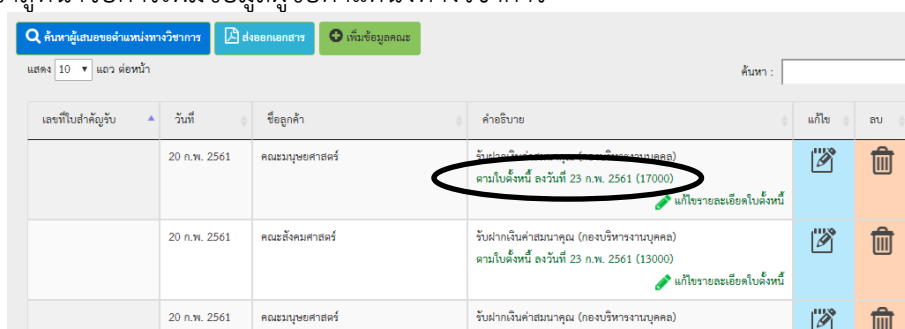 ค้นหาผู้เสนอขอตำแหน่งทางวิชาการ ส่งออกเอกสาร เพิ่มข้อมูลคณะ
แสดง 10 แถว ต่อหน้า
ค้นหา :
เลขที่ใบสำคัญรับ วันที่ ชื่อลูกค้า คำอธิบาย แก้ไข ลบ
20 ก.พ. 2561 คณะมนุษยศาสตร์ รับฝากเงินค่าสมนาคุณ (กองบริหารงานบุคคล)
ตามใบตั้งหนี้ ลงวันที่ 23 ก.พ. 2561 (17000)
แก้ไขรายละเอียดใบตั้งหนี้
20 ก.พ. 2561 คณะสังคมศาสตร์ รับฝากเงินค่าสมนาคุณ (กองบริหารงานบุคคล)
ตามใบตั้งหนี้ ลงวันที่ 23 ก.พ. 2561 (13000)
แก้ไขรายละเอียดใบตั้งหนี้
20 ก.พ. 2561 คณะมนุษยศาสตร์ รับฝากเงินค่าสมนาคุณ (กองบริหารงานบุคคล)